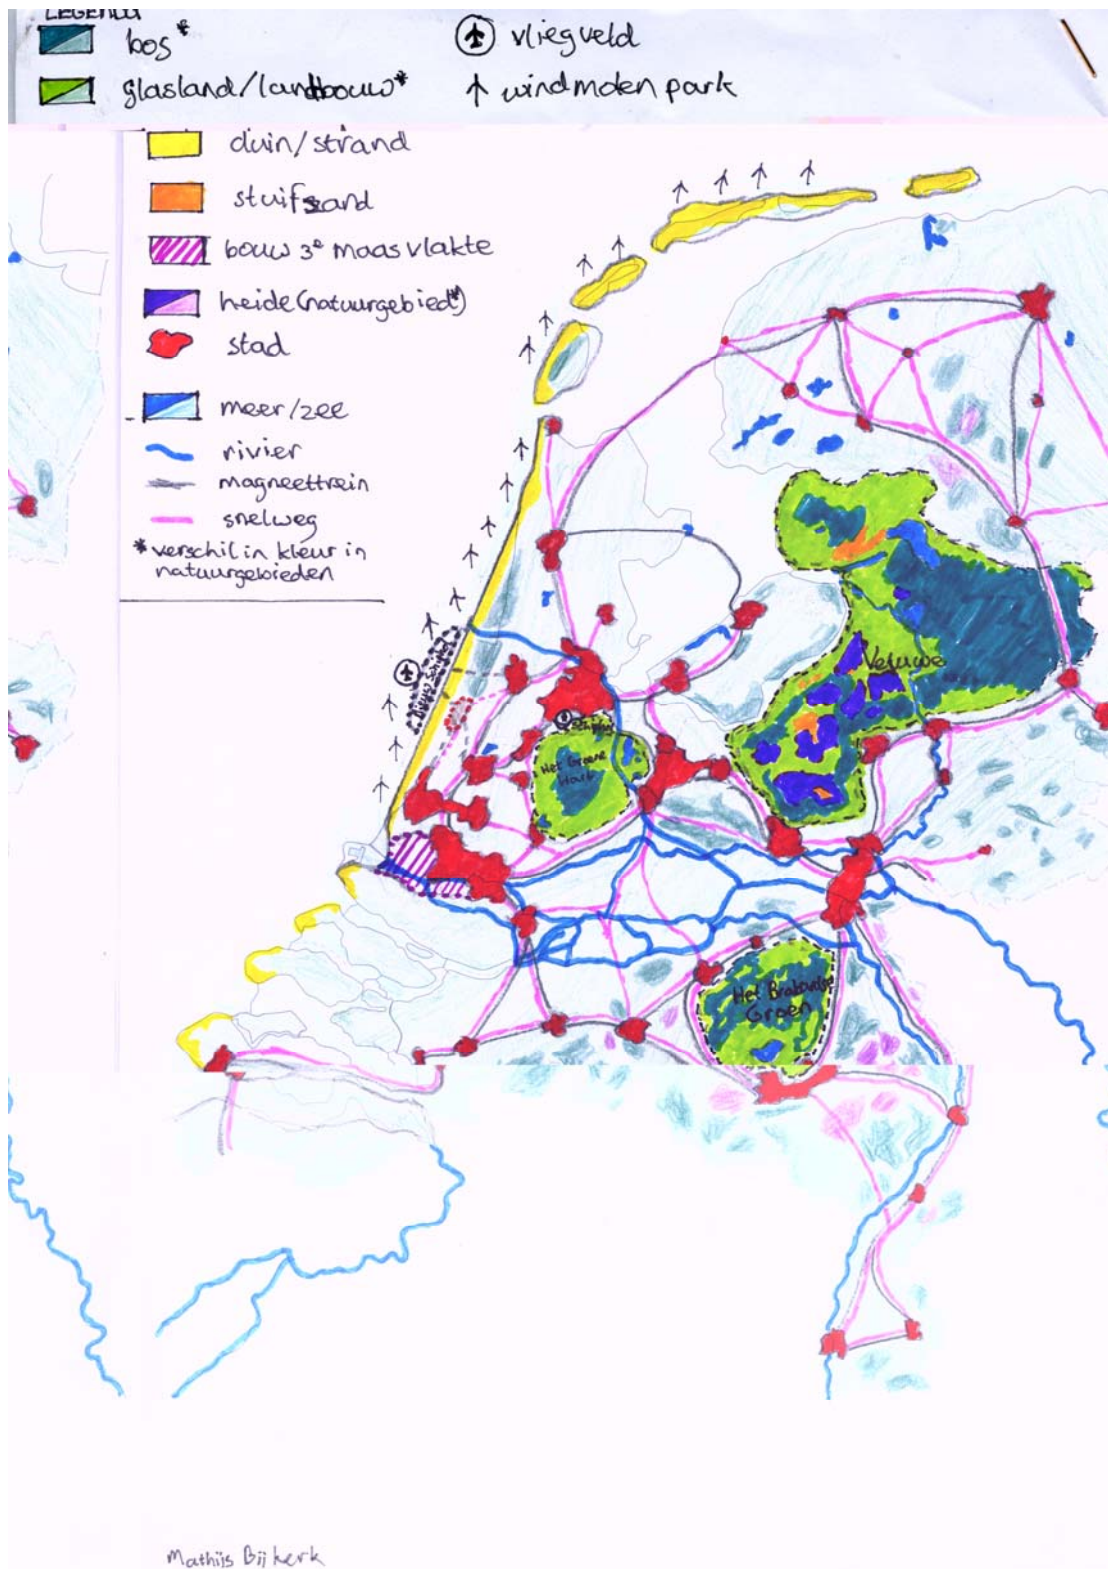 LEGENDA
bos*
vliegveld
glasland/landbouw*
windmolen park
duin/strand
stuifzand
bouw 3e maasvlakte
heide (natuurgebied*)
stad
meer/zee
rivier
magneettrein
snelweg
* verschil in kleur in
natuurgebieden
Veluwe
Schiphol
Het Groene
Hart
Het Brabantse
Groen
Mathijs Bijkerk